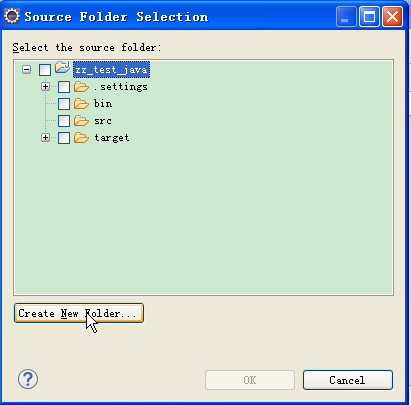 Source Folder Selection
Select the source folder:
zz_test_java
.settings
bin
src
target
Create New Folder...
?
OK
Cancel